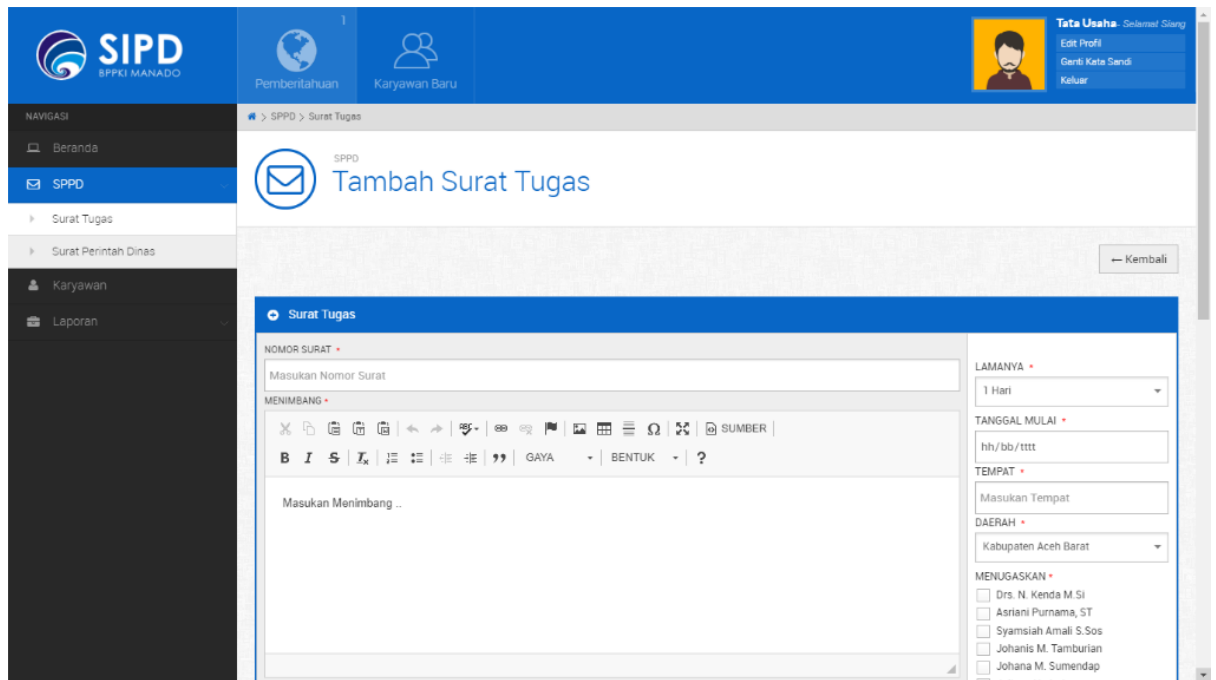 SIPD
BPPKI MANADO
1
Pemberitahuan
Karyawan Baru
Tata Usaha - Selamat Siang
Edit Profil
Ganti Kata Sandi
Keluar
NAVIGASI
Beranda
SPPD
Surat Tugas
Surat Perintah Dinas
Karyawan
Laporan
> SPPD > Surat Tugas
SPPD
Tambah Surat Tugas
← Kembali
Surat Tugas
NOMOR SURAT *
Masukan Nomor Surat
MENIMBANG *
SUMBER
GAYA
BENTUK
?
Masukan Menimbang ..
LAMANYA *
1 Hari
TANGGAL MULAI *
hh/bb/tttt
TEMPAT *
Masukan Tempat
DAERAH *
Kabupaten Aceh Barat
MENUGASKAN *
Drs. N. Kenda M.Si
Asriani Purnama, ST
Syamsiah Amali S.Sos
Johanis M. Tamburian
Johana M. Sumendap